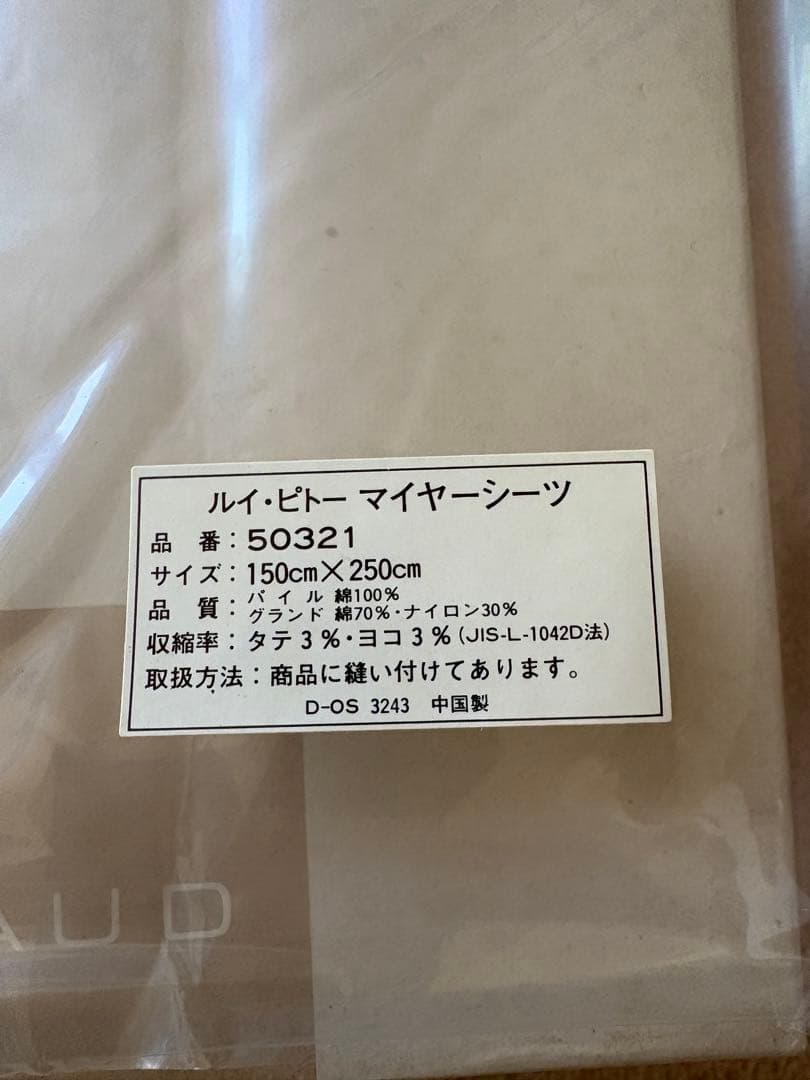 ルイ・ピトー マイヤーシーツ
品　番：50321
サイズ：150cm×250cm
品　質：パイル 綿100%
グランド 綿70%・ナイロン30%
収縮率：タテ3%・ヨコ3%(JIS-L-1042D法)
取扱方法：商品に縫い付けてあります。
D-OS 3243　中国製
AUD